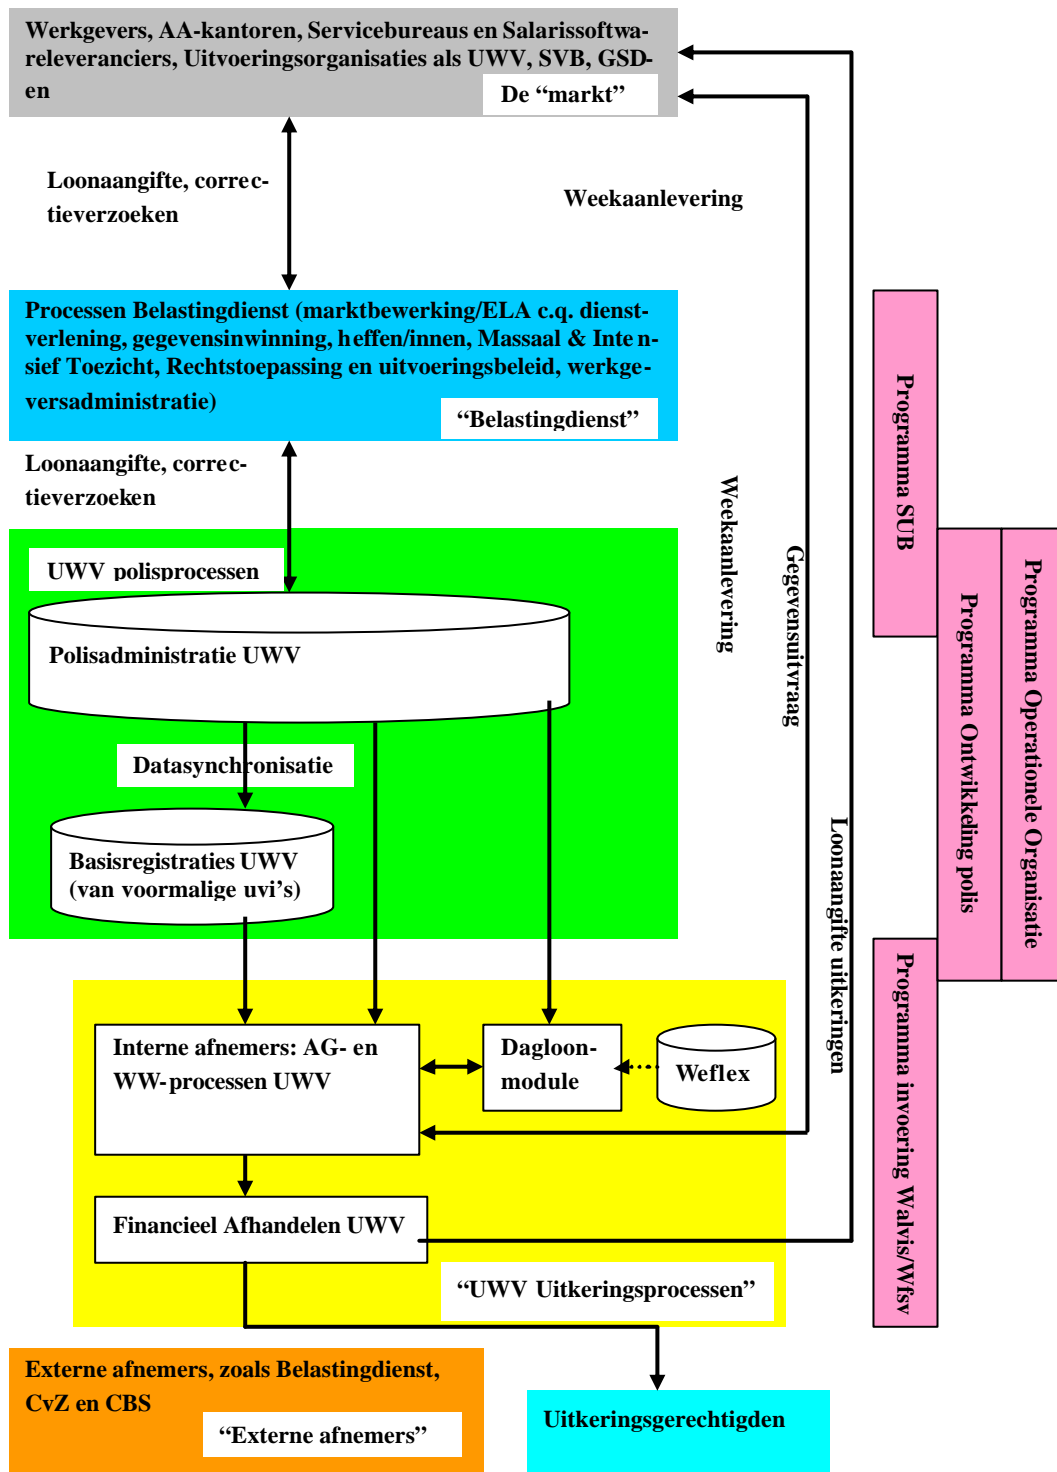 Werkgevers, AA-kantoren, Servicebureaus en Salarissoftwa-
releveranciers, Uitvoeringsorganisaties als UWV, SVB, GSD-
en
De “markt”
Loonaangifte, correc-
tieverzoeken
Weekaanlevering
Processen Belastingdienst (marktbewerking/ELA c.q. dienst-
verlening, gegevensinwinning, heffen/innen, Massaal & Inten-
sief Toezicht, Rechtstoepassing en uitvoeringsbeleid, werkge-
versadministratie)
“Belastingdienst”
Loonaangifte, correc-
tieverzoeken
UWV polisprocessen
Polisadministratie UWV
Datasynchronisatie
Basisregistraties UWV
(van voormalige uvi’s)
Weekaanlevering
Gegevensuitvraag
Loonaangifte uitkeringen
Programma SUB
Programma Ontwikkeling polis
Programma Operationele Organisatie
Programma invoering Walvis/Wfsv
Interne afnemers: AG- en
WW-processen UWV
Dagloon-
module
Weflex
Financieel Afhandelen UWV
“UWV Uitkeringsprocessen”
Externe afnemers, zoals Belastingdienst,
CvZ en CBS
“Externe afnemers”
Uitkeringsgerechtigden